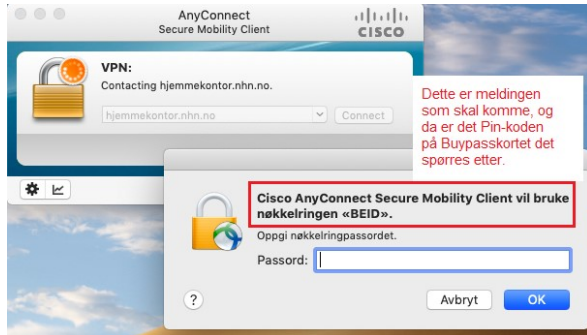 AnyConnect
Secure Mobility Client
CISCO
VPN:
Contacting hjemmekontor.nhn.no.
hjemmekontor.nhn.no
Connect
Dette er meldingen
som skal komme, og
da er det Pin-koden
på Buypasskortet det
spørres etter.
Cisco AnyConnect Secure Mobility Client vil bruke
nøkkelringen «BEID».
Oppgi nøkkelringpassordet.
Passord:
?
Avbryt
OK